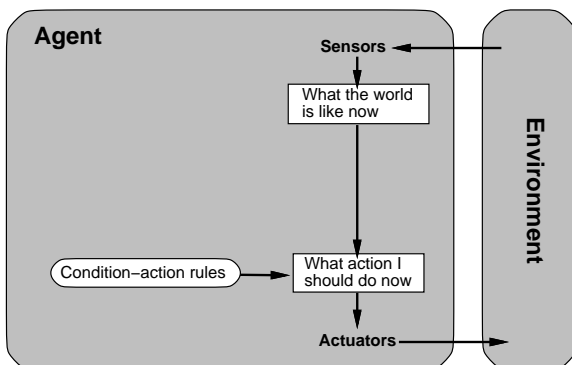 Agent
Sensors
What the world
is like now
Environment
Condition–action rules
What action I
should do now
Actuators